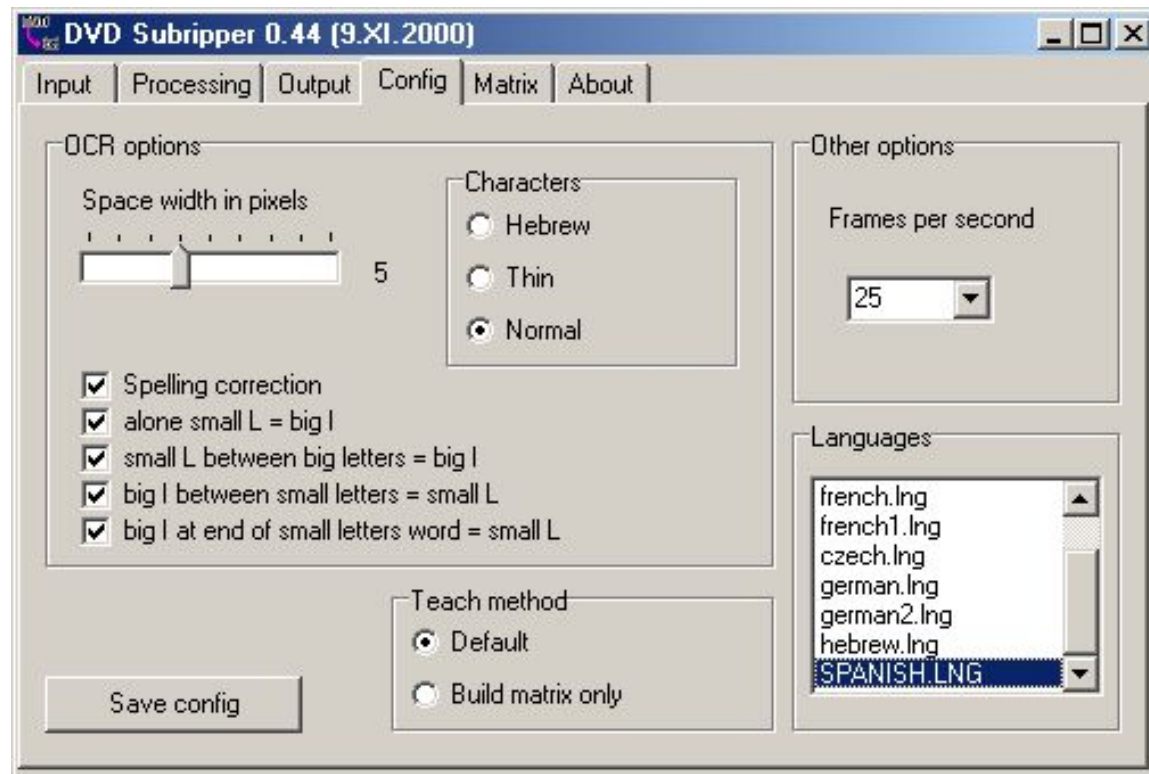 DVD Subripper 0.44 (9.XI.2000)
Input Processing Output Config Matrix About
OCR options
Space width in pixels
5
Characters
Hebrew
Thin
Normal
Spelling correction
alone small L = big I
small L between big letters = big I
big I between small letters = small L
big I at end of small letters word = small L
Other options
Frames per second
25
Languages
french.lng
french1.lng
czech.lng
german.lng
german2.lng
hebrew.lng
SPANISH.LNG
Teach method
Default
Build matrix only
Save config